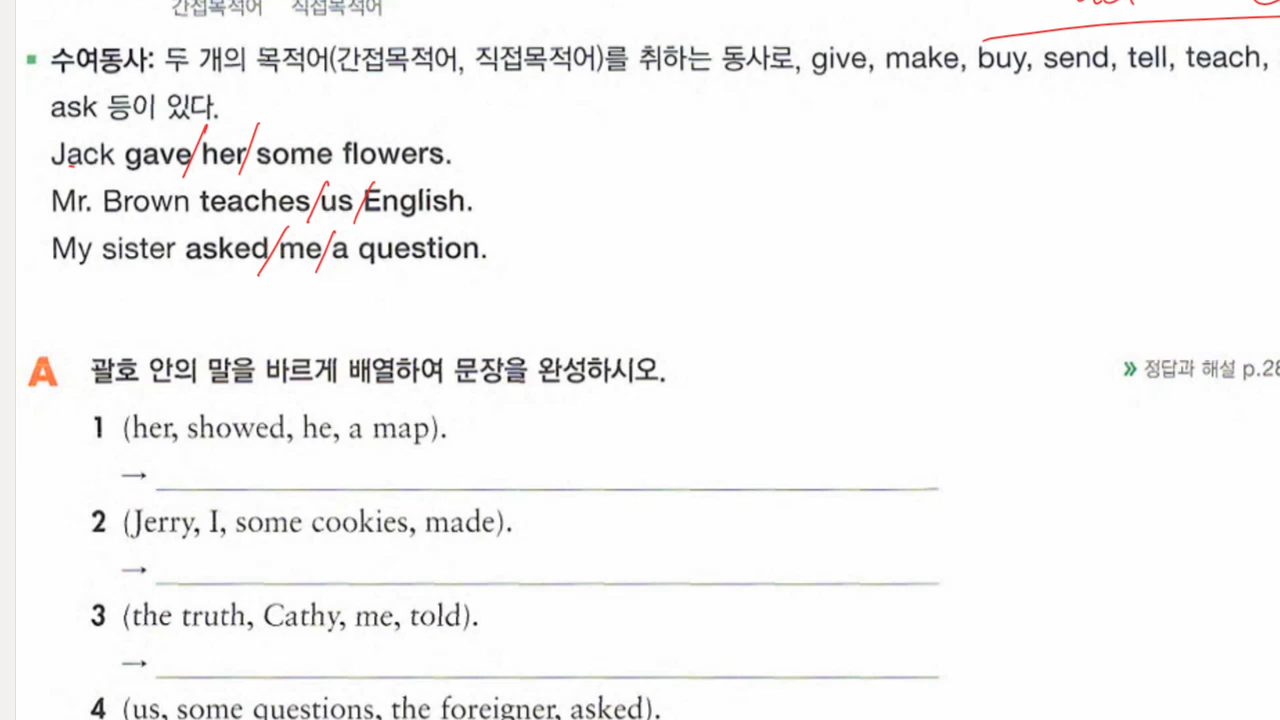 간접목적어 직접목적어
수여동사: 두 개의 목적어(간접목적어, 직접목적어)를 취하는 동사로, give, make, buy, send, tell, teach,
ask 등이 있다.
Jack gave/her/some flowers.
Mr. Brown teaches/us/English.
My sister asked/me/a question.
A 괄호 안의 말을 바르게 배열하여 문장을 완성하시오.
» 정답과 해설 p.28
1 (her, showed, he, a map).
→
2 (Jerry, I, some cookies, made).
→
3 (the truth, Cathy, me, told).
→
4 (us, some questions, the foreigner, asked).